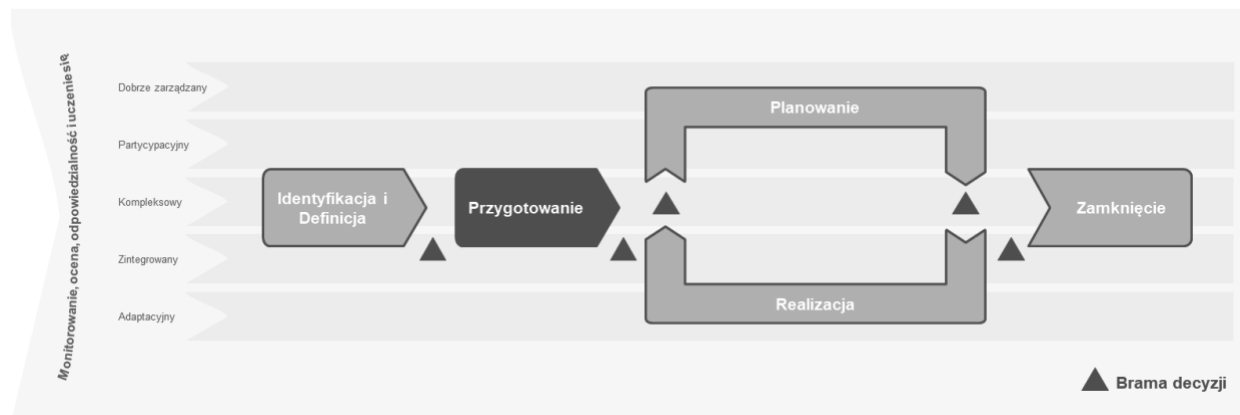 Monitorowanie, ocena, odpowiedzialność i uczenie się
Dobrze zarządzany
Partycypacyjny
Kompleksowy
Zintegrowany
Adaptacyjny
Identyfikacja i
Definicja
Przygotowanie
Planowanie
Realizacja
Zamknięcie
Brama decyzji